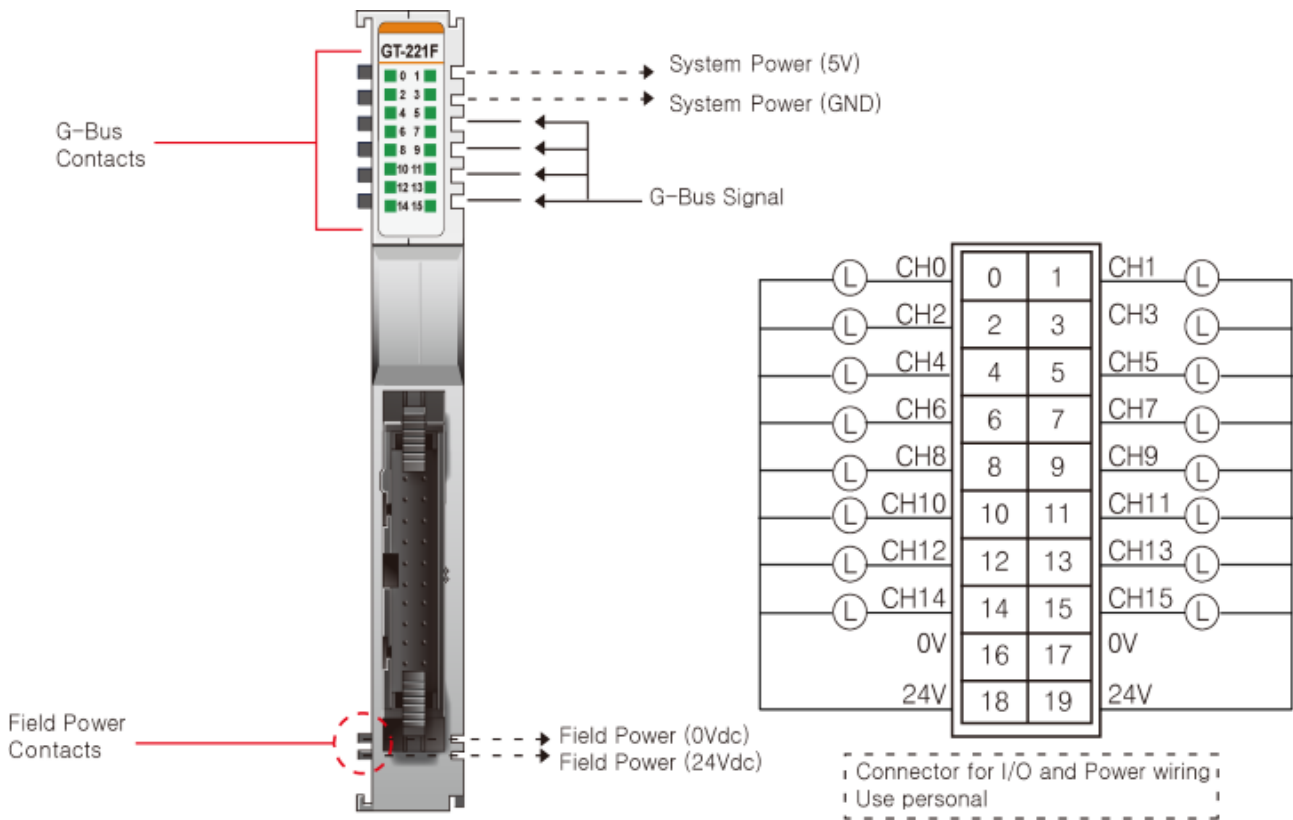 GT-221F
0 1
2 3
4 5
6 7
8 9
10 11
12 13
14 15
G-Bus
Contacts
System Power (5V)
System Power (GND)
G-Bus Signal
Field Power
Contacts
Field Power (0Vdc)
Field Power (24Vdc)
L CH0 0 1 CH1 L
L CH2 2 3 CH3 L
L CH4 4 5 CH5 L
L CH6 6 7 CH7 L
L CH8 8 9 CH9 L
L CH10 10 11 CH11 L
L CH12 12 13 CH13 L
L CH14 14 15 CH15 L
0V 16 17 0V
24V 18 19 24V
Connector for I/O and Power wiring
Use personal